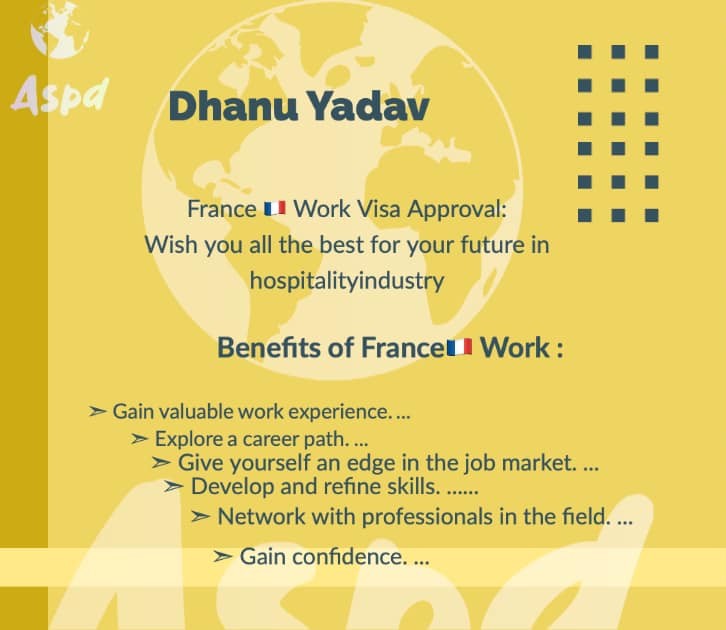 Aspd
Dhanu Yadav
France 🇫🇷 Work Visa Approval:
Wish you all the best for your future in
hospitalityindustry
Benefits of France🇫🇷 Work :
➣ Gain valuable work experience. ...
➣ Explore a career path. ...
➣ Give yourself an edge in the job market. ...
➣ Develop and refine skills. ......
➣ Network with professionals in the field. ...
➣ Gain confidence. ...
Aspd